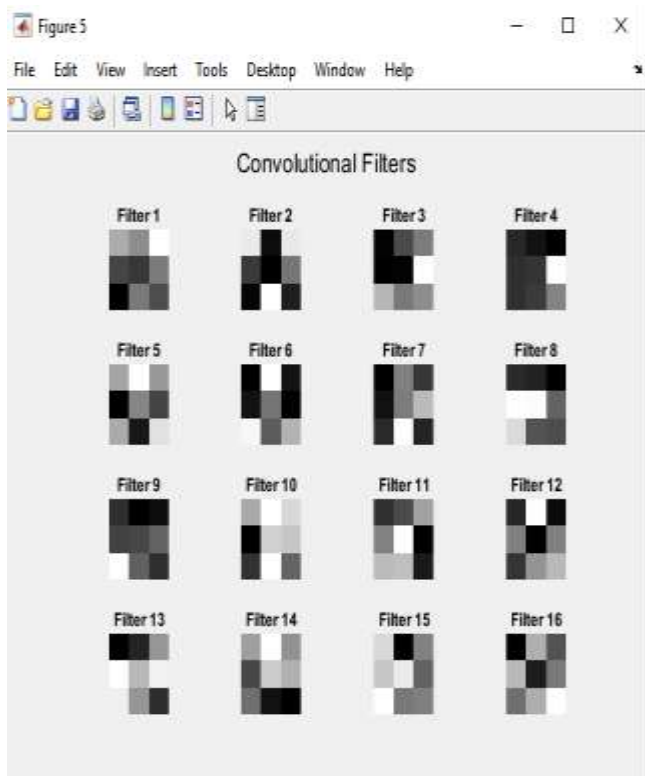 Figure 5
File Edit View Insert Tools Desktop Window Help
Convolutional Filters
Filter 1 Filter 2 Filter 3 Filter 4
Filter 5 Filter 6 Filter 7 Filter 8
Filter 9 Filter 10 Filter 11 Filter 12
Filter 13 Filter 14 Filter 15 Filter 16